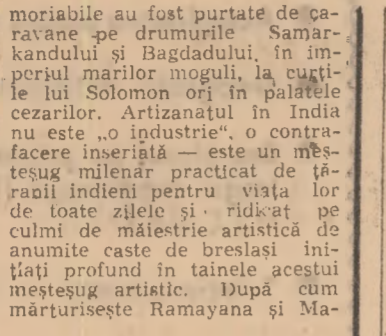 moriabile au fost purtate de ca-
ravane pe drumurile Samar-
kandului și Bagdadului, în im-
periul marilor moguli, la curți-
le lui Solomon ori în palatele
cezarilor. Artizanatul în India
nu este „o industrie“, o contra-
facere inseriată — este un meș-
teșug milenar practicat de ță-
ranii indieni pentru viața lor
de toate zilele și ridicat pe
culmi de măiestrie artistică de
anumite caste de breslași ini-
țiați profund în tainele acestui
meșteșug artistic. După cum
mărturisește Ramayana și Ma-